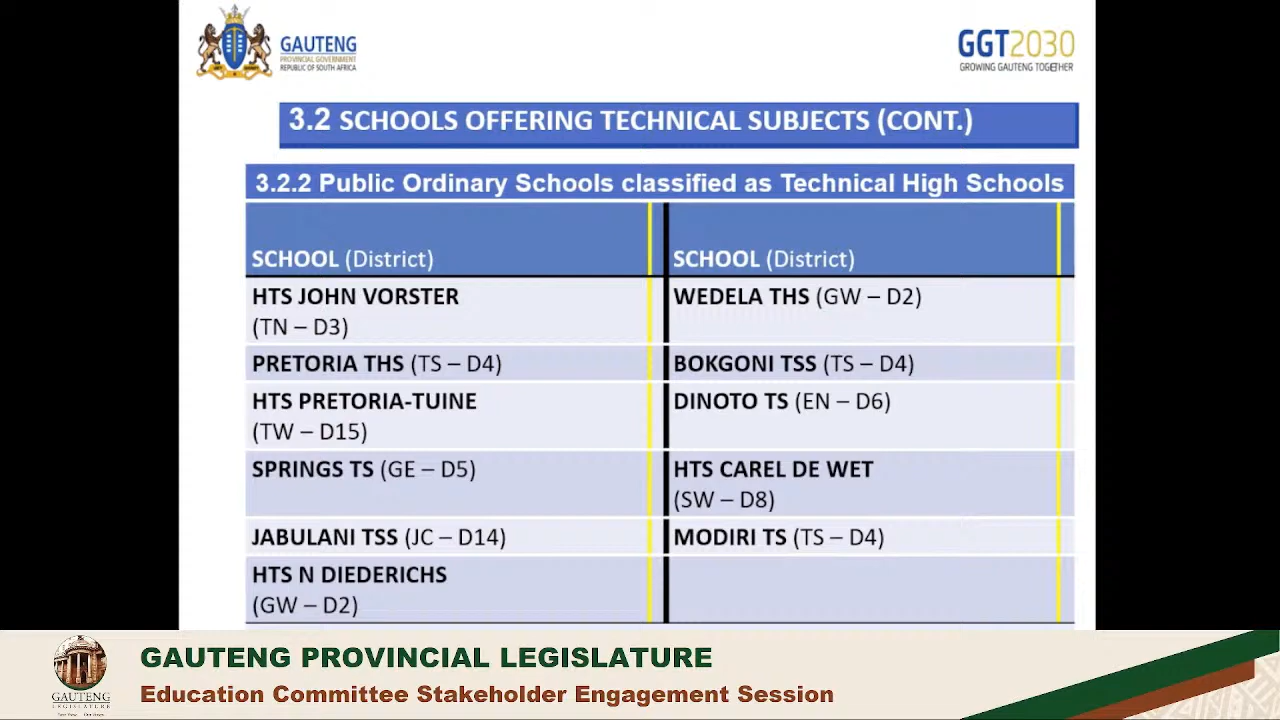 GAUTENG
PROVINCIAL GOVERNMENT
REPUBLIC OF SOUTH AFRICA
GGT2030
GROWING GAUTENG TOGETHER
3.2 SCHOOLS OFFERING TECHNICAL SUBJECTS (CONT.)
3.2.2 Public Ordinary Schools classified as Technical High Schools
SCHOOL (District)
SCHOOL (District)
HTS JOHN VORSTER
(TN – D3)
WEDELA THS (GW – D2)
PRETORIA THS (TS – D4)
BOKGONI TSS (TS – D4)
HTS PRETORIA-TUINE
(TW – D15)
DINOTO TS (EN – D6)
SPRINGS TS (GE – D5)
HTS CAREL DE WET
(SW – D8)
JABULANI TSS (JC – D14)
MODIRI TS (TS – D4)
HTS N DIEDERICHS
(GW – D2)
GAUTENG PROVINCIAL LEGISLATURE
Education Committee Stakeholder Engagement Session
GAUTENG
LEGISLATURE